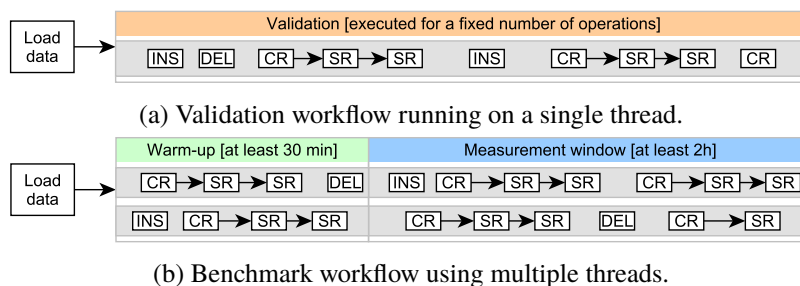 Validation [executed for a fixed number of operations]
Load
data
INS DEL CR SR SR INS CR SR SR CR
(a) Validation workflow running on a single thread.
Warm-up [at least 30 min] Measurement window [at least 2h]
Load
data
CR SR SR DEL INS CR SR SR CR SR SR
INS CR SR SR CR SR SR DEL CR SR
(b) Benchmark workflow using multiple threads.